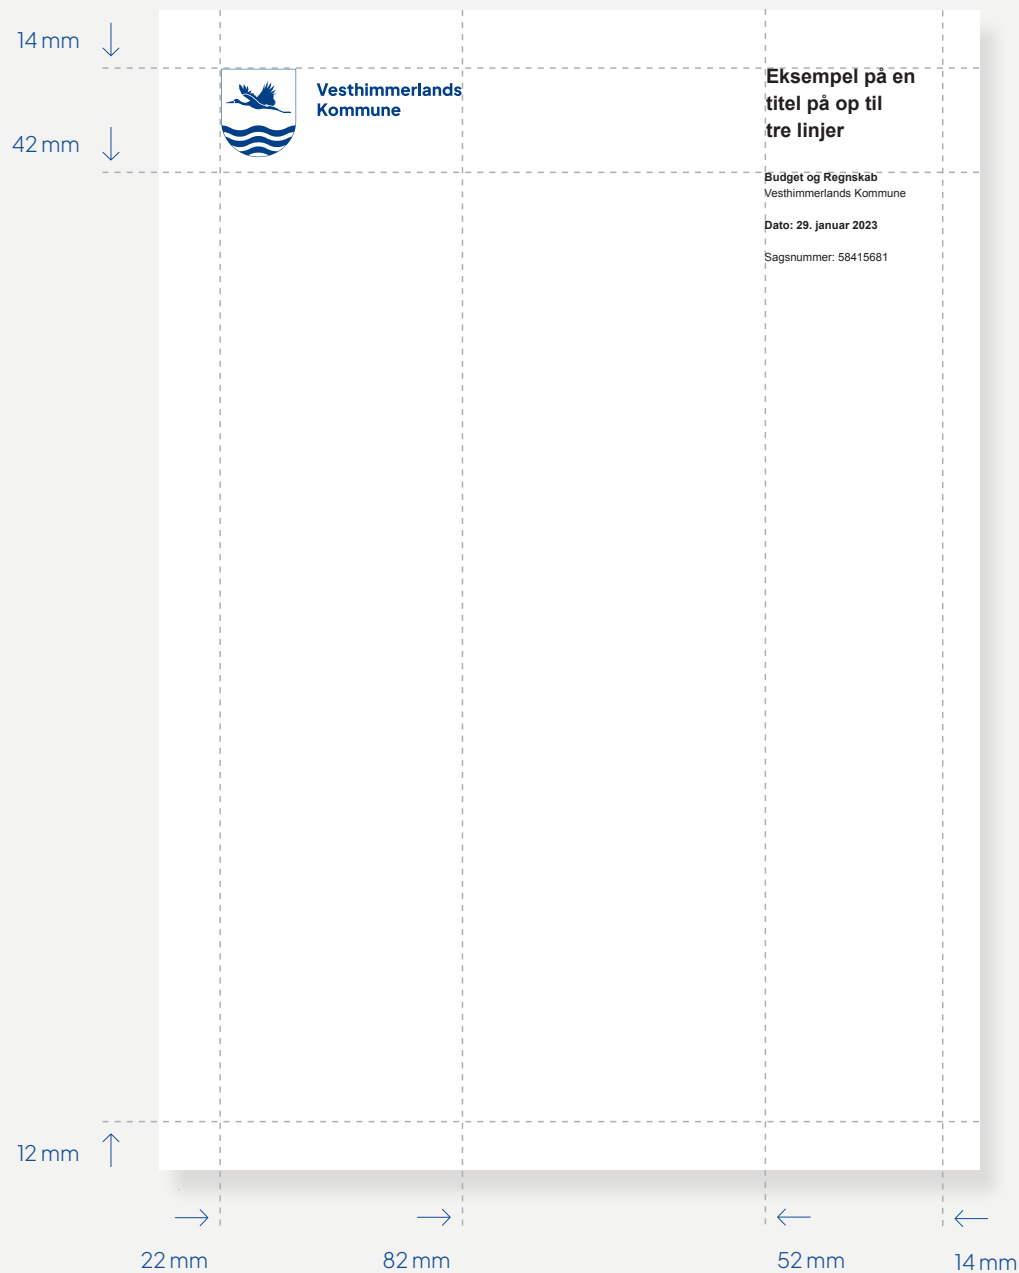 14 mm
42 mm
Vesthimmerlands
Kommune
Eksempel på en
titel på op til
tre linjer
Budget og Regnskab
Vesthimmerlands Kommune
Dato: 29. januar 2023
Sagsnummer: 58415681
12 mm
22 mm
82 mm
52 mm
14 mm